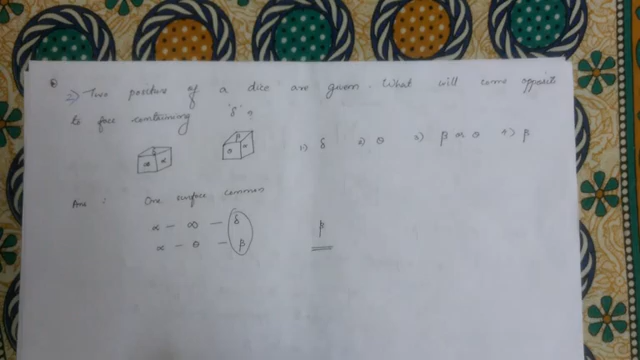 ⇒ Two positions of a dice are given. What will come opposite
to face containing 'δ'?
δ
∞ α
β
θ α
1) δ 2) θ 3) β or θ 4) β
Ans : One surface common
α - ∞ - δ
α - θ - β
β